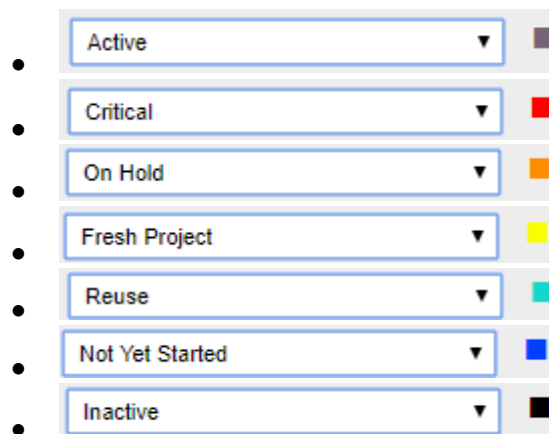 Active
Critical
On Hold
Fresh Project
Reuse
Not Yet Started
Inactive